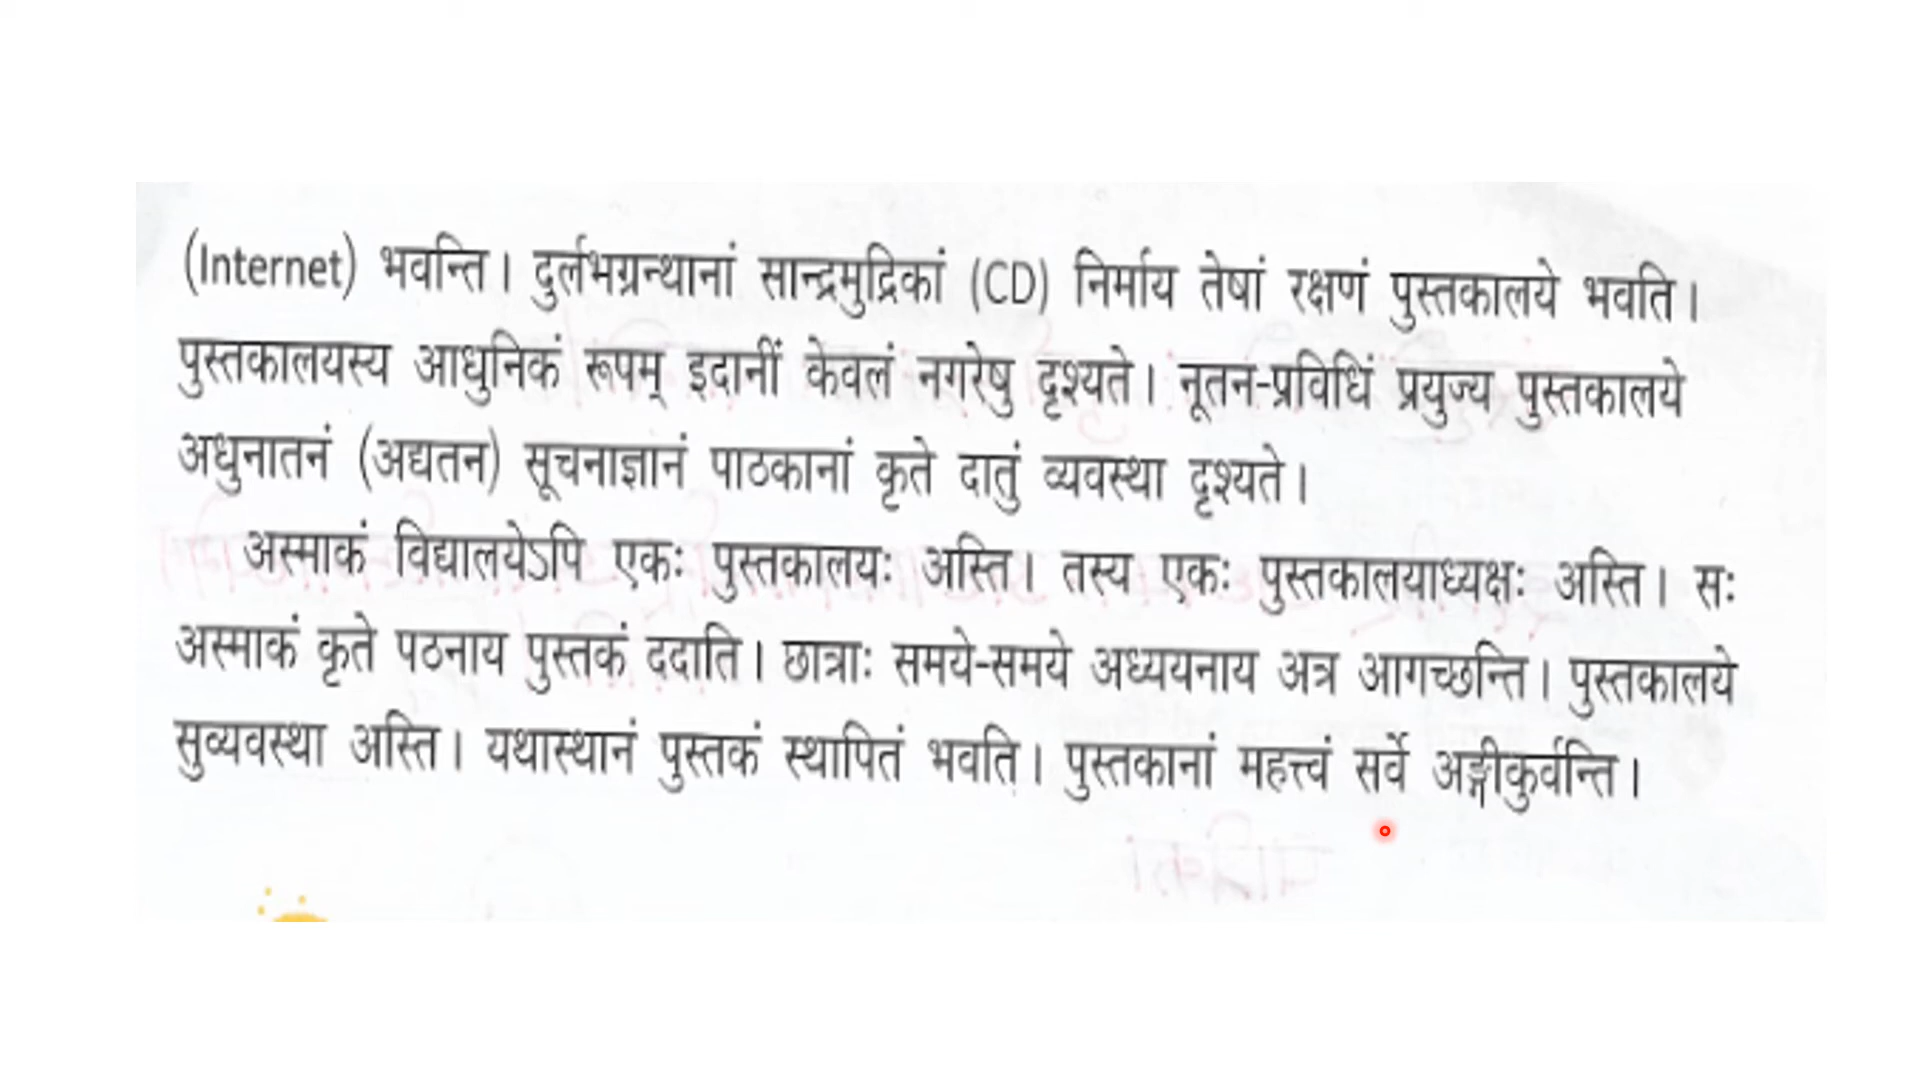 (Internet) भवन्ति। दुर्लभग्रन्थानां सान्द्रमुद्रिकां (CD) निर्माय तेषां रक्षणं पुस्तकालये भवति।
पुस्तकालयस्य आधुनिकं रूपम् इदानीं केवलं नगरेषु दृश्यते। नूतन-प्रविधिं प्रयुज्य पुस्तकालये
अधुनातनं (अद्यतन) सूचनाज्ञानं पाठकानां कृते दातुं व्यवस्था दृश्यते।
अस्माकं विद्यालयेऽपि एकः पुस्तकालयः अस्ति। तस्य एकः पुस्तकालयाध्यक्षः अस्ति। सः
अस्माकं कृते पठनाय पुस्तकं ददाति। छात्राः समये-समये अध्ययनाय अत्र आगच्छन्ति। पुस्तकालये
सुव्यवस्था अस्ति। यथास्थानं पुस्तकं स्थापितं भवति। पुस्तकानां महत्त्वं सर्वे अङ्गीकुर्वन्ति।